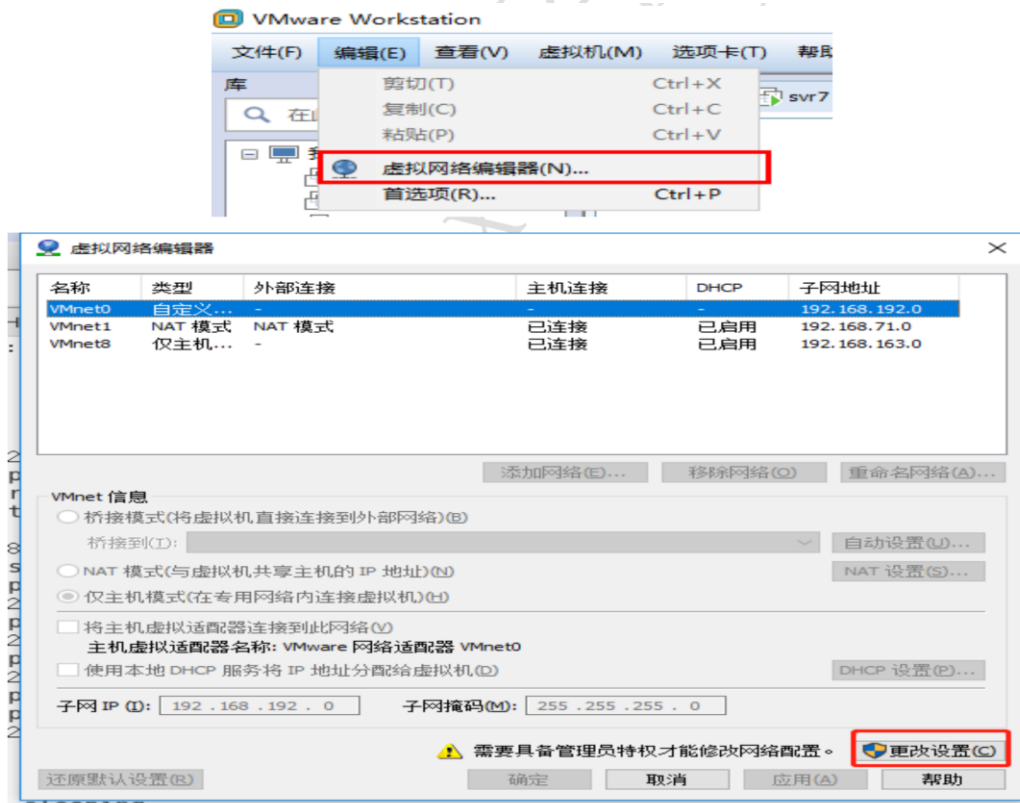 VMware Workstation
文件(F) 编辑(E) 查看(V) 虚拟机(M) 选项卡(T)
库 剪切(T) Ctrl+X
复制(C) Ctrl+C svr7
粘贴(P) Ctrl+V
虚拟网络编辑器(N)...
首选项(R)... Ctrl+P
虚拟网络编辑器
名称 类型 外部连接 主机连接 DHCP 子网地址
VMnet0 自定义... - - - 192.168.192.0
VMnet1 NAT 模式 NAT 模式 已连接 已启用 192.168.71.0
VMnet8 仅主机... - 已连接 已启用 192.168.163.0
添加网络(E)... 移除网络(O) 重命名网络(A)...
VMnet 信息
桥接模式(将虚拟机直接连接到外部网络)(B)
桥接到(I): 自动设置(U)...
NAT 模式(与虚拟机共享主机的 IP 地址)(N) NAT 设置(S)...
仅主机模式(在专用网络内连接虚拟机)(H)
将主机虚拟适配器连接到此网络(V)
主机虚拟适配器名称: VMware 网络适配器 VMnet0
使用本地 DHCP 服务将 IP 地址分配给虚拟机(D) DHCP 设置(P)...
子网 IP (I): 192 . 168 . 192 . 0 子网掩码(M): 255 . 255 . 255 . 0
需要具备管理员特权才能修改网络配置。 更改设置(C)
还原默认设置(R) 确定 取消 应用(A) 帮助